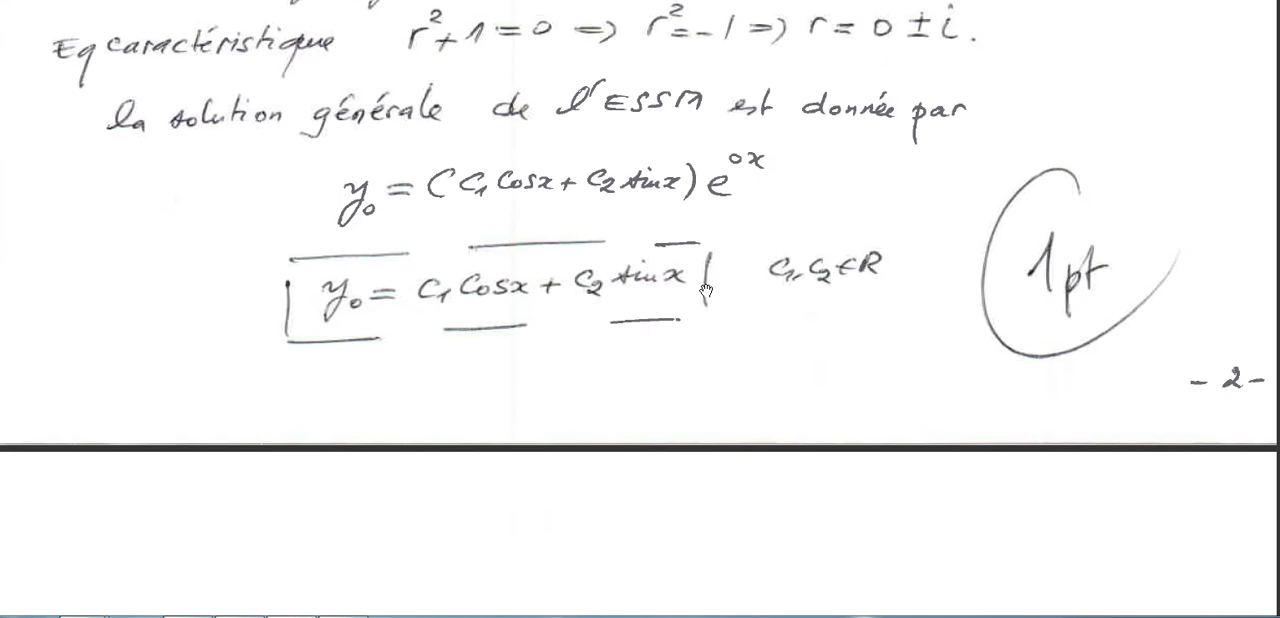 Eq caractéristique r²+1=0 => r²=-1 => r = 0 ± i.
la solution générale de l'ESSM est donnée par
y₀ = (C₁ Cosx + C₂ sinx) e^{0x}
y₀ = C₁ Cosx + C₂ sinx C₁, C₂ ∈ R
1pt
- 2 -